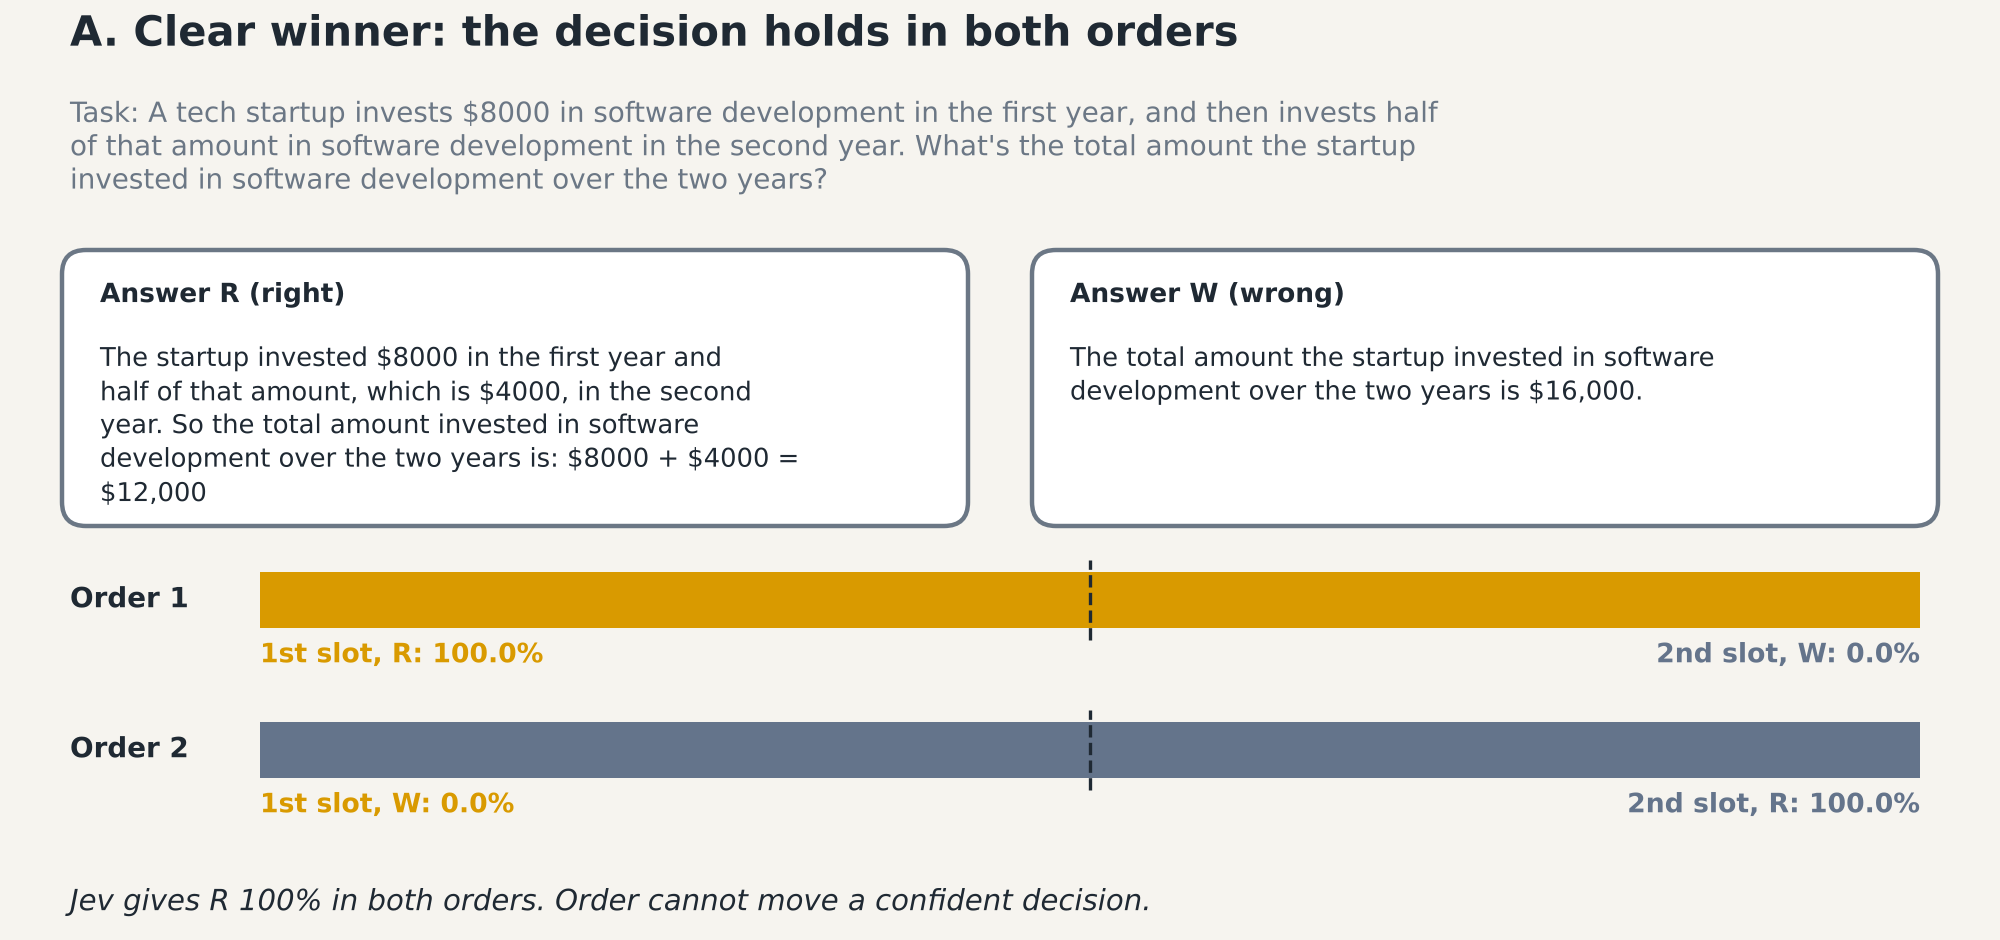 A. Clear winner: the decision holds in both orders
Task: A tech startup invests $8000 in software development in the first year, and then invests half
of that amount in software development in the second year. What's the total amount the startup
invested in software development over the two years?
Answer R (right)
The startup invested $8000 in the first year and
half of that amount, which is $4000, in the second
year. So the total amount invested in software
development over the two years is: $8000 + $4000 =
$12,000
Answer W (wrong)
The total amount the startup invested in software
development over the two years is $16,000.
Order 1
1st slot, R: 100.0%
2nd slot, W: 0.0%
Order 2
1st slot, W: 0.0%
2nd slot, R: 100.0%
Jev gives R 100% in both orders. Order cannot move a confident decision.